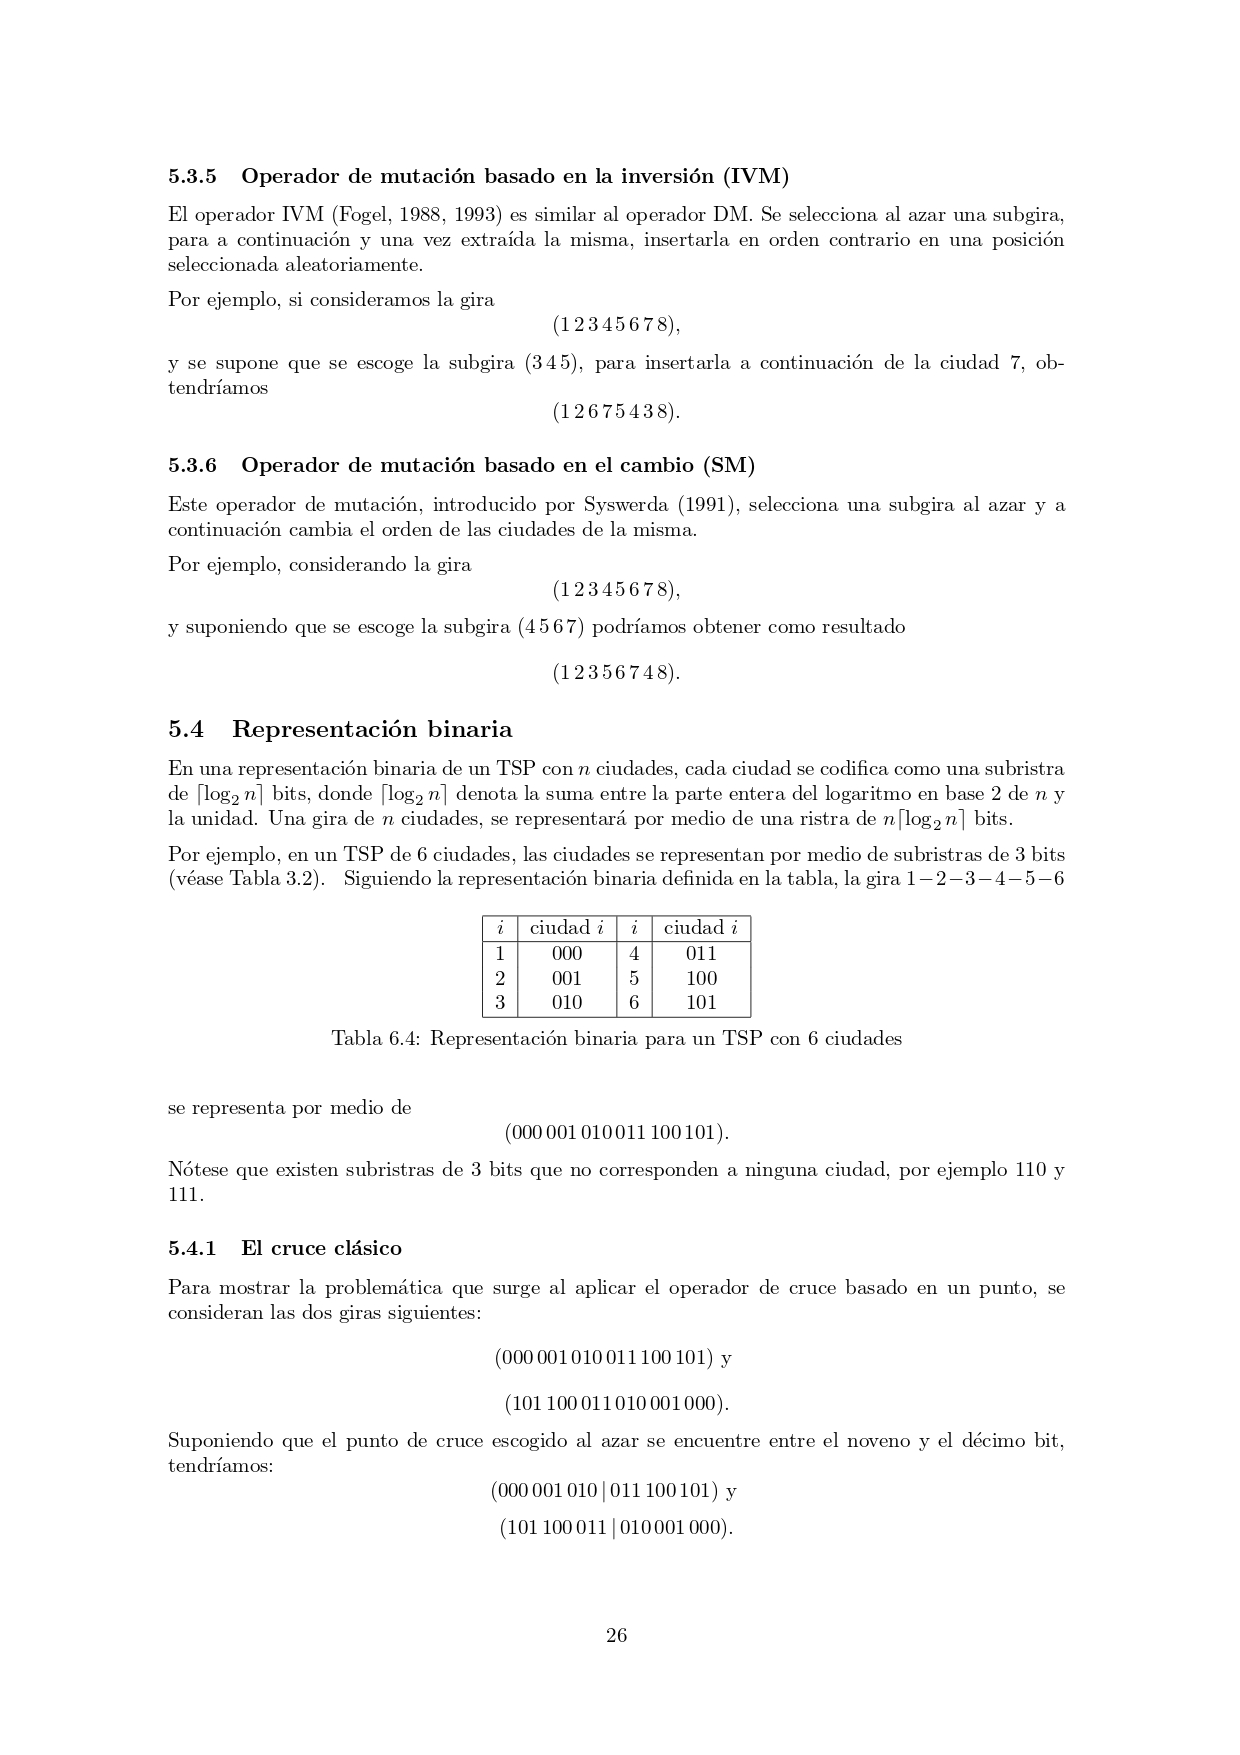 5.3.5 Operador de mutación basado en la inversión (IVM)
El operador IVM (Fogel, 1988, 1993) es similar al operador DM. Se selecciona al azar una subgira,
para a continuación y una vez extraída la misma, insertarla en orden contrario en una posición
seleccionada aleatoriamente.
Por ejemplo, si consideramos la gira
(1 2 3 4 5 6 7 8),
y se supone que se escoge la subgira (3 4 5), para insertarla a continuación de la ciudad 7, ob-
tendríamos
(1 2 6 7 5 4 3 8).
5.3.6 Operador de mutación basado en el cambio (SM)
Este operador de mutación, introducido por Syswerda (1991), selecciona una subgira al azar y a
continuación cambia el orden de las ciudades de la misma.
Por ejemplo, considerando la gira
(1 2 3 4 5 6 7 8),
y suponiendo que se escoge la subgira (4 5 6 7) podríamos obtener como resultado
(1 2 3 5 6 7 4 8).
5.4 Representación binaria
En una representación binaria de un TSP con n ciudades, cada ciudad se codifica como una subristra
de ⌈log₂ n⌉ bits, donde ⌈log₂ n⌉ denota la suma entre la parte entera del logaritmo en base 2 de n y
la unidad. Una gira de n ciudades, se representará por medio de una ristra de n⌈log₂ n⌉ bits.
Por ejemplo, en un TSP de 6 ciudades, las ciudades se representan por medio de subristras de 3 bits
(véase Tabla 3.2). Siguiendo la representación binaria definida en la tabla, la gira 1−2−3−4−5−6
i ciudad i i ciudad i
1 000 4 011
2 001 5 100
3 010 6 101
Tabla 6.4: Representación binaria para un TSP con 6 ciudades
se representa por medio de
(000 001 010 011 100 101).
Nótese que existen subristras de 3 bits que no corresponden a ninguna ciudad, por ejemplo 110 y
111.
5.4.1 El cruce clásico
Para mostrar la problemática que surge al aplicar el operador de cruce basado en un punto, se
consideran las dos giras siguientes:
(000 001 010 011 100 101) y
(101 100 011 010 001 000).
Suponiendo que el punto de cruce escogido al azar se encuentre entre el noveno y el décimo bit,
tendríamos:
(000 001 010 | 011 100 101) y
(101 100 011 | 010 001 000).
26